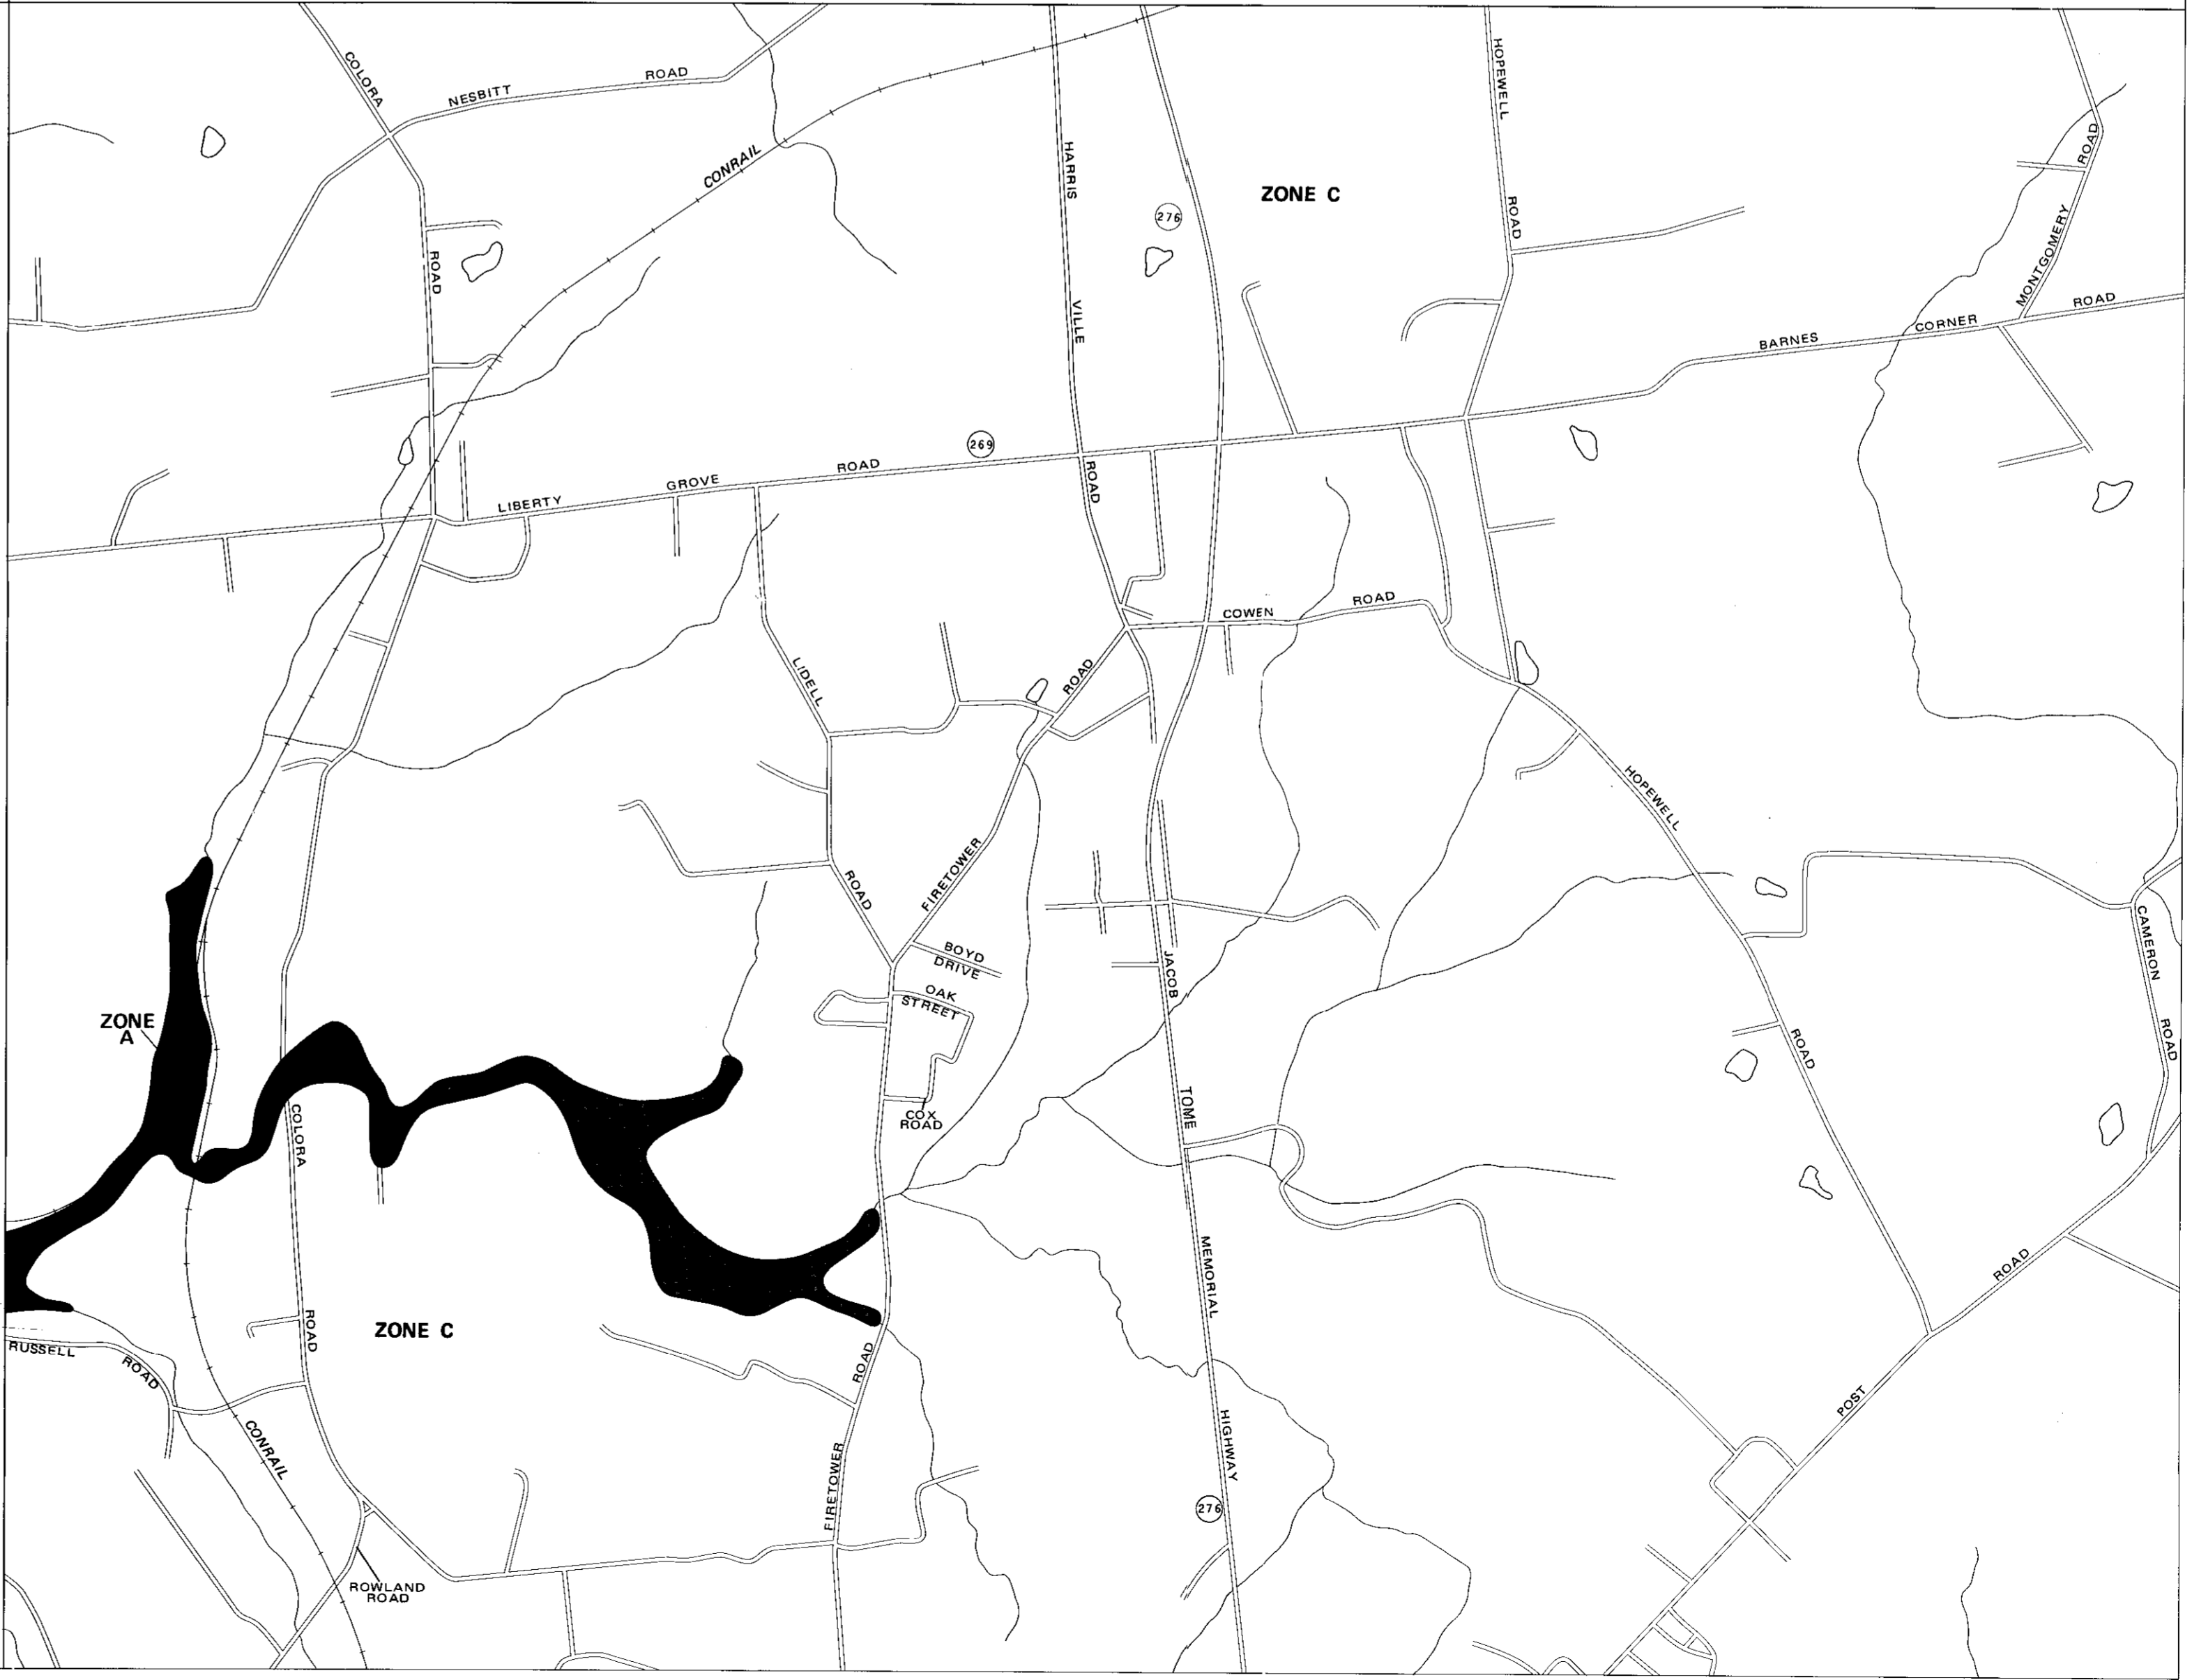 COLORA
NESBITT
ROAD
CONRAIL
HARRIS
HOPEWELL
ROAD
276
ZONE C
ROAD
MONTGOMERY
ROAD
ROAD
VILLE
BARNES
CORNER
ROAD
269
LIBERTY
GROVE
ROAD
ROAD
COWEN
ROAD
LIDELL
ROAD
HOPEWELL
FIRETOWER
ROAD
BOYD
DRIVE
OAK
STREET
JACOB
CAMERON
ROAD
ZONE
A
ROAD
COLORA
COX
ROAD
TOME
MEMORIAL
ROAD
ROAD
ZONE C
RUSSELL
ROAD
ROAD
POST
CONRAIL
FIRETOWER
HIGHWAY
276
ROWLAND
ROAD